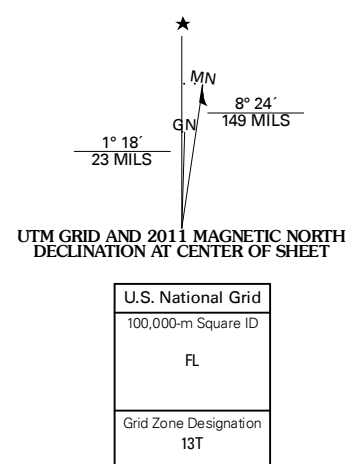 ★
MN
GN
8° 24´
149 MILS
1° 18´
23 MILS
UTM GRID AND 2011 MAGNETIC NORTH
DECLINATION AT CENTER OF SHEET
U.S. National Grid
100,000-m Square ID
FL
Grid Zone Designation
13T